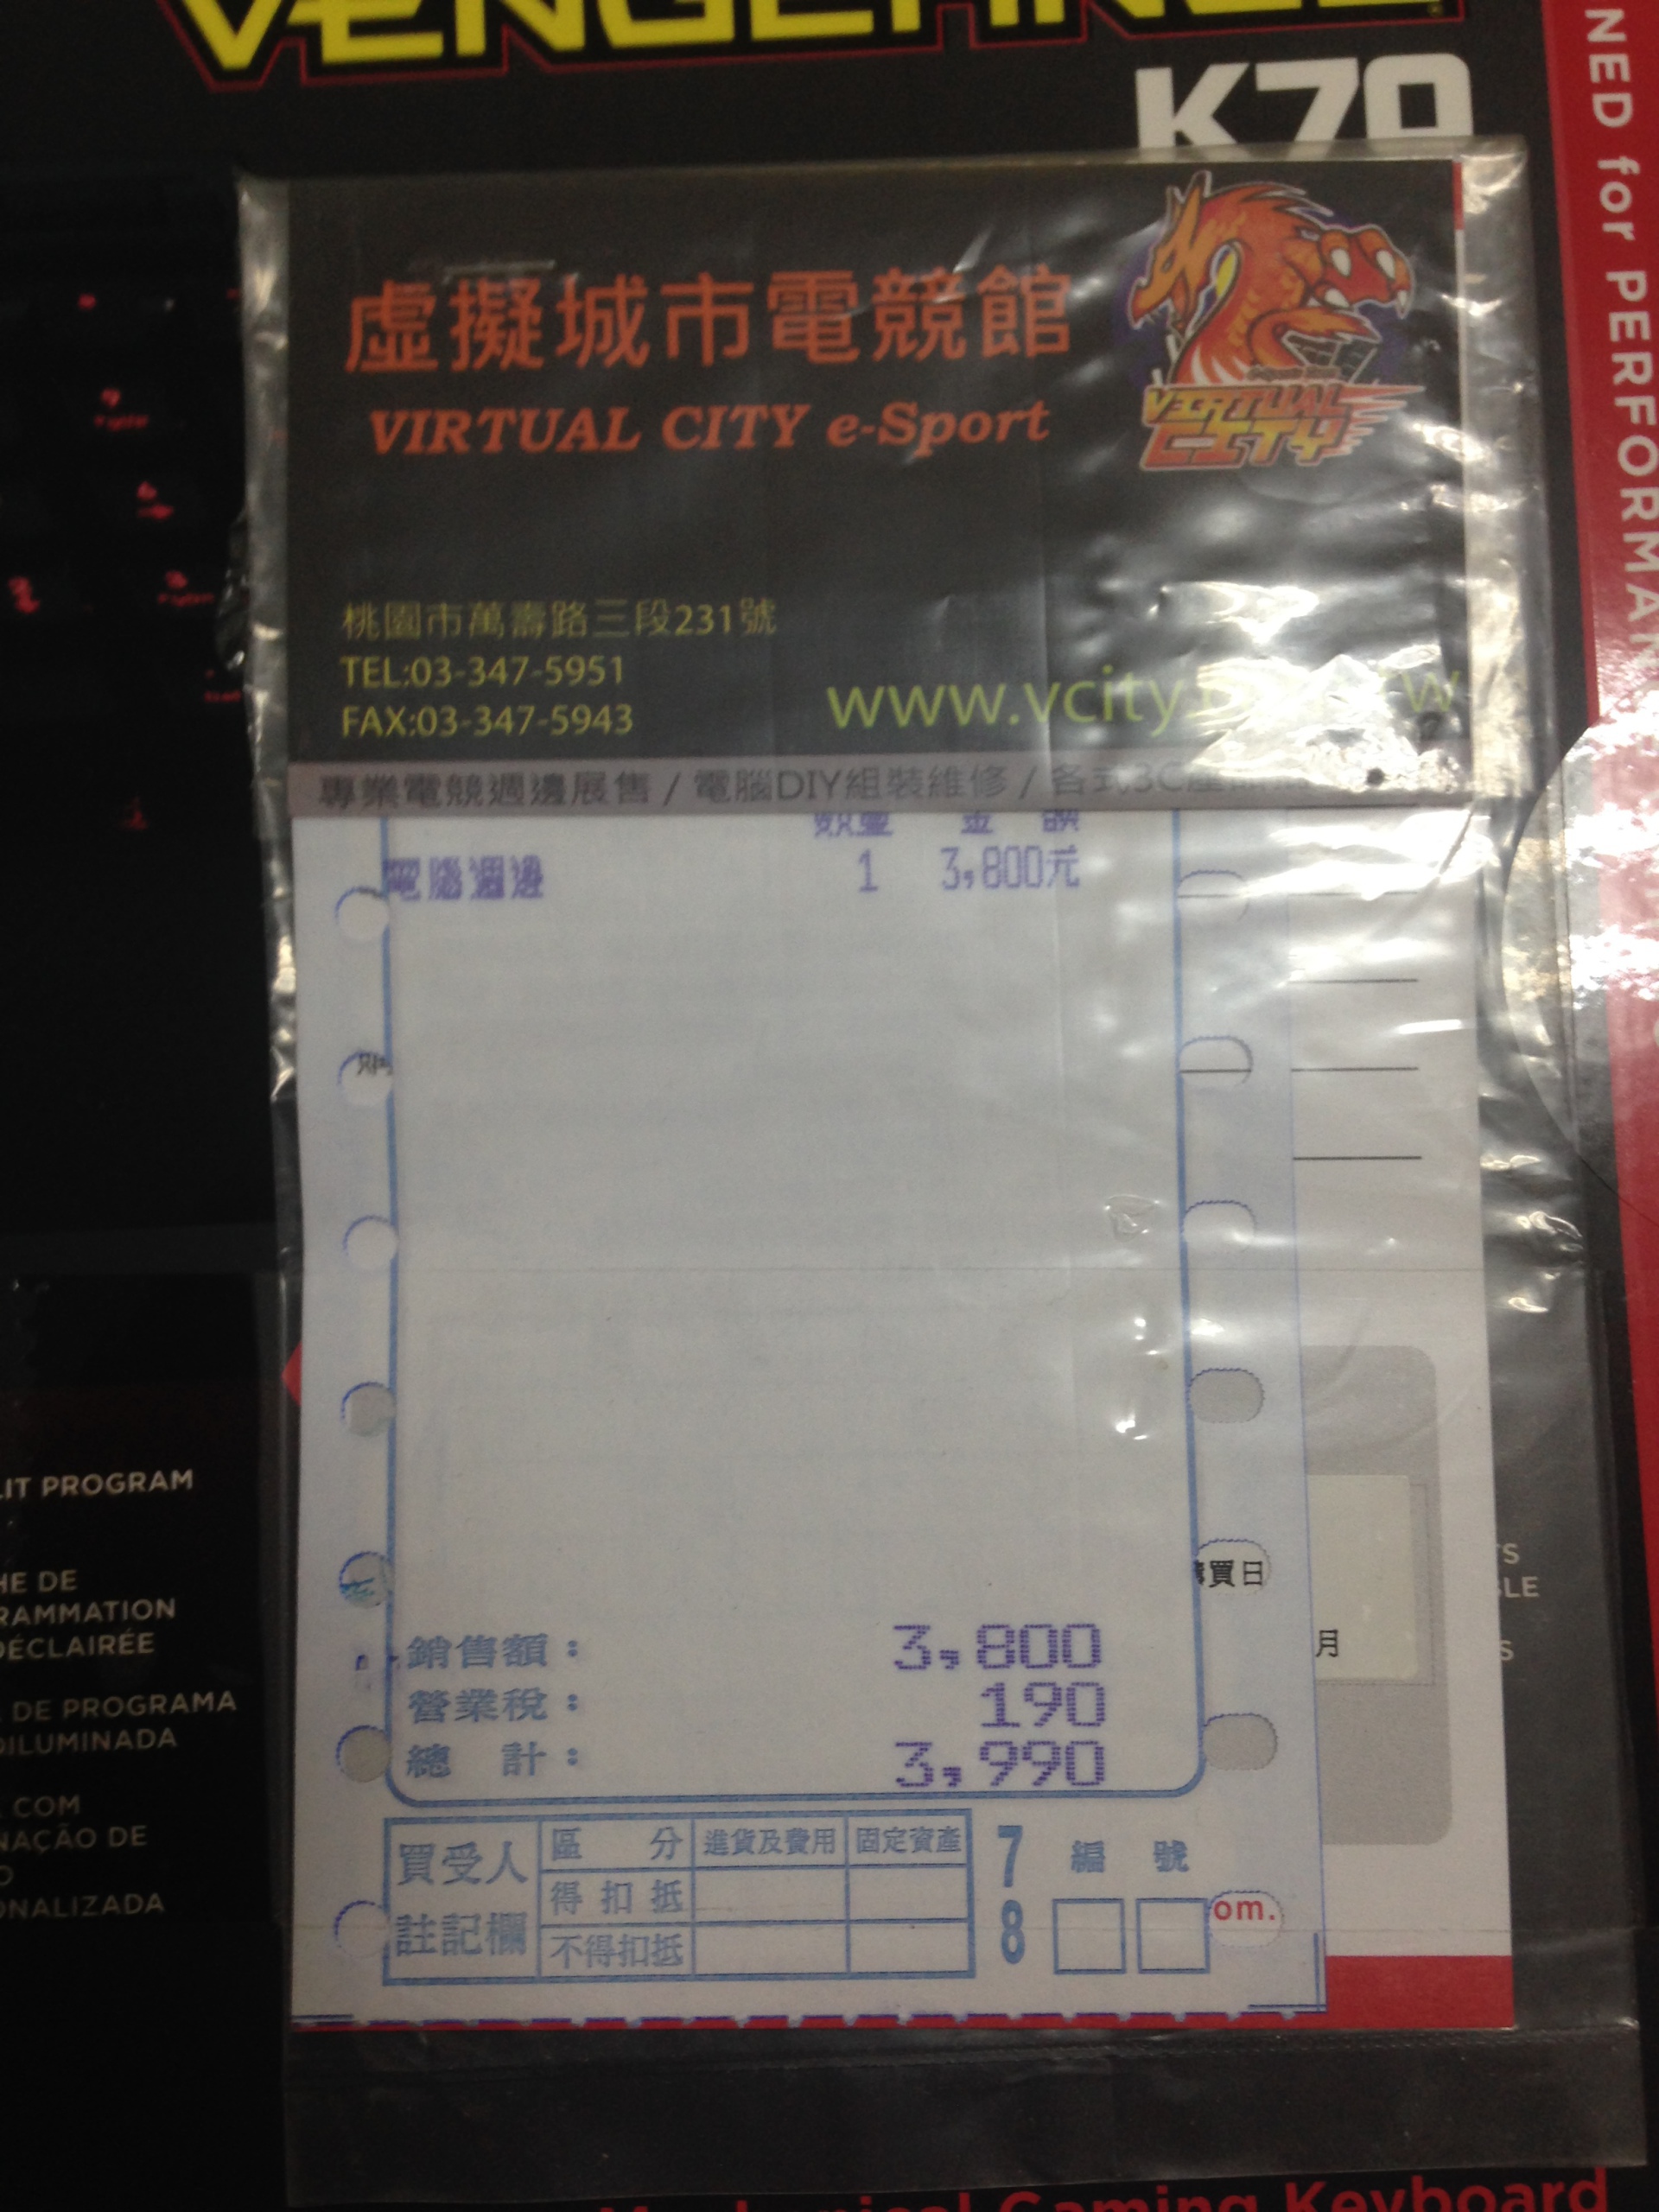 VENGEANCE
K70
NED for PERFORMAN
虛擬城市電競館
VIRTUAL CITY e-Sport
VIRTUAL
CITY
桃園市萬壽路三段231號
TEL:03-347-5951
FAX:03-347-5943
www.vcity.
專業電競週邊展售 / 電腦DIY組裝維修 / 各式3C產
數量 金 額
電腦週邊 1 3,800元
購買日
月
銷售額： 3,800
營業稅： 190
總 計： 3,990
買受人
註記欄
區 分 進貨及費用 固定資產
得 扣 抵
不得扣抵
7
8
編 號
om.
LIT PROGRAM
HE DE
RAMMATION
DÉCLAIRÉE
DE PROGRAMA
OILUMINADA
COM
NAÇÃO DE
O
ONALIZADA
TS
BLE
S
Mechanical Gaming Keyboard